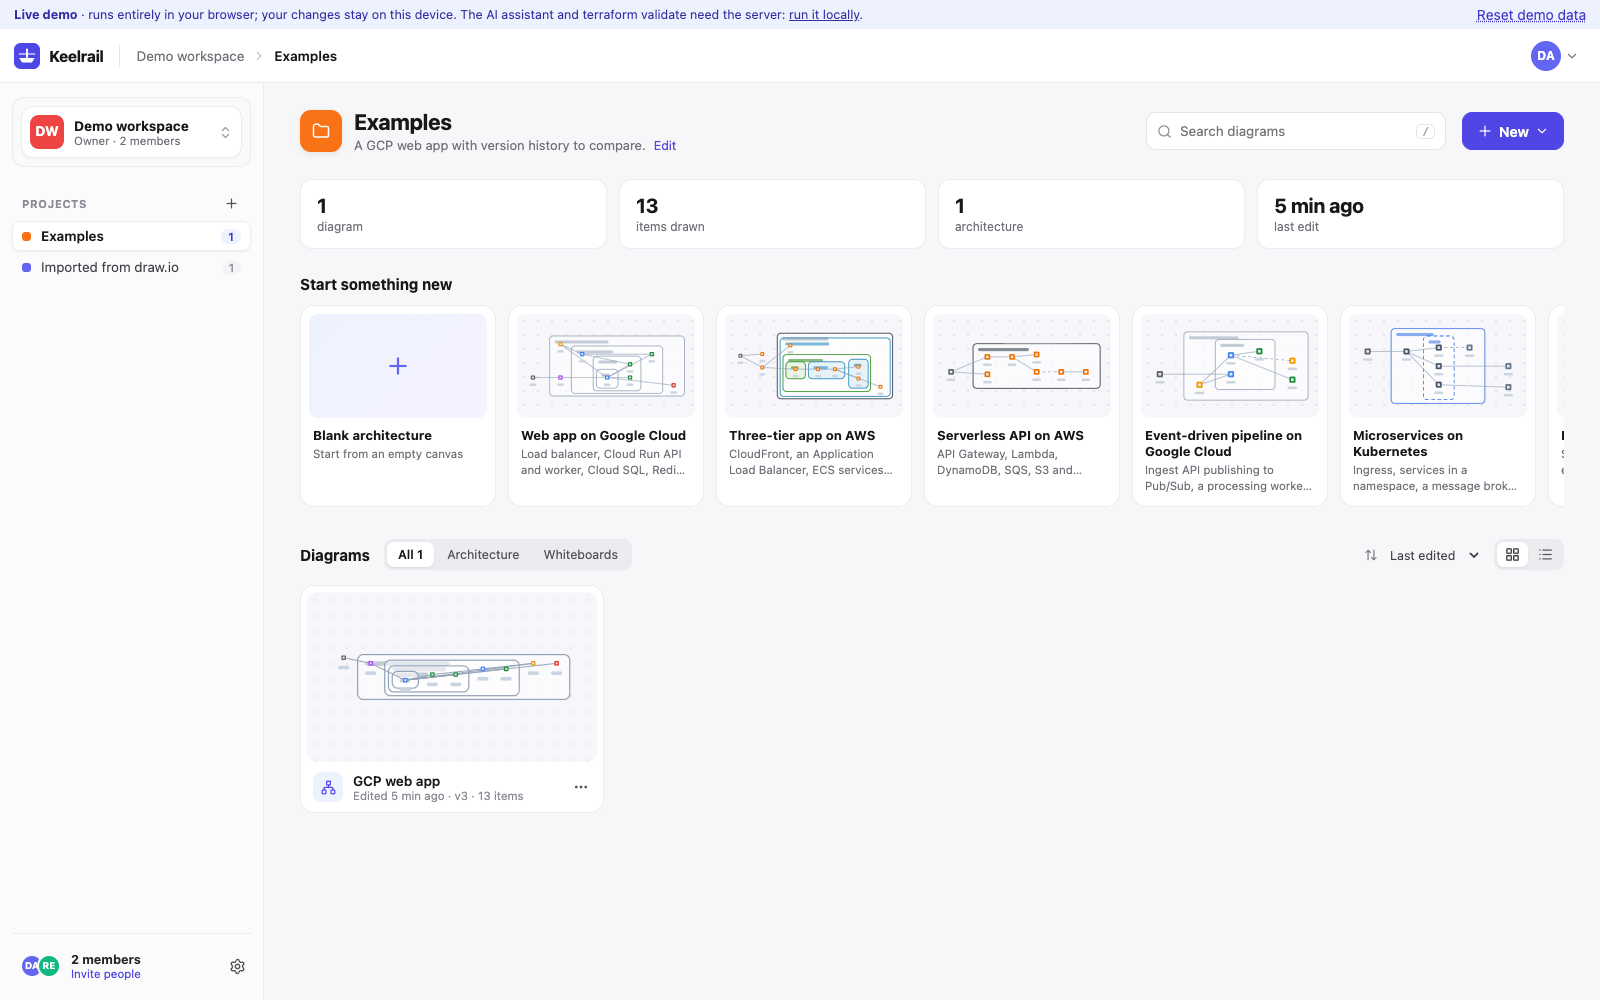 Live demo · runs entirely in your browser; your changes stay on this device. The AI assistant and terraform validate need the server: run it locally.
Reset demo data
Keelrail
Demo workspace
Examples
DA
DW
Demo workspace
Owner · 2 members
PROJECTS
Examples
1
Imported from draw.io
1
Examples
A GCP web app with version history to compare. Edit
Search diagrams
/
New
1
diagram
13
items drawn
1
architecture
5 min ago
last edit
Start something new
Blank architecture
Start from an empty canvas
Web app on Google Cloud
Load balancer, Cloud Run API
and worker, Cloud SQL, Redi...
Three-tier app on AWS
CloudFront, an Application
Load Balancer, ECS services...
Serverless API on AWS
API Gateway, Lambda,
DynamoDB, SQS, S3 and...
Event-driven pipeline on
Google Cloud
Ingest API publishing to
Pub/Sub, a processing worke...
Microservices on
Kubernetes
Ingress, services in a
namespace, a message brok...
Diagrams
All 1
Architecture
Whiteboards
Last edited
GCP web app
Edited 5 min ago · v3 · 13 items
DA
RE
2 members
Invite people